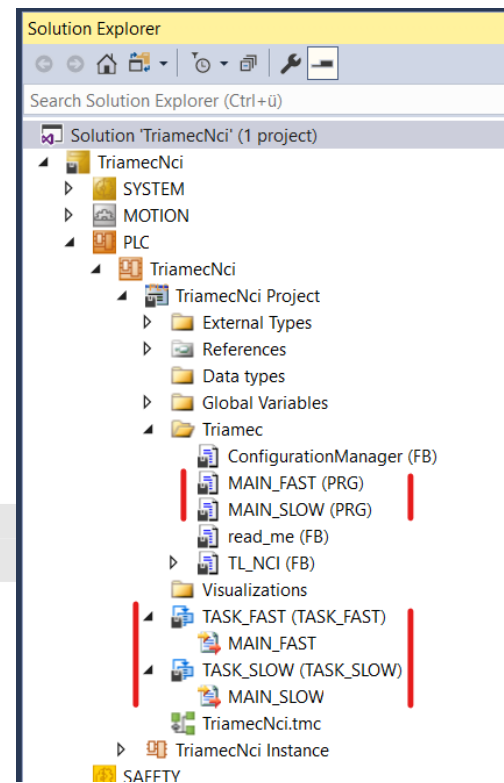 Solution Explorer
Search Solution Explorer (Ctrl+ü)
Solution 'TriamecNci' (1 project)
TriamecNci
SYSTEM
MOTION
PLC
TriamecNci
TriamecNci Project
External Types
References
Data types
Global Variables
Triamec
ConfigurationManager (FB)
MAIN_FAST (PRG)
MAIN_SLOW (PRG)
read_me (FB)
TL_NCI (FB)
Visualizations
TASK_FAST (TASK_FAST)
MAIN_FAST
TASK_SLOW (TASK_SLOW)
MAIN_SLOW
TriamecNci.tmc
TriamecNci Instance
SAFETY